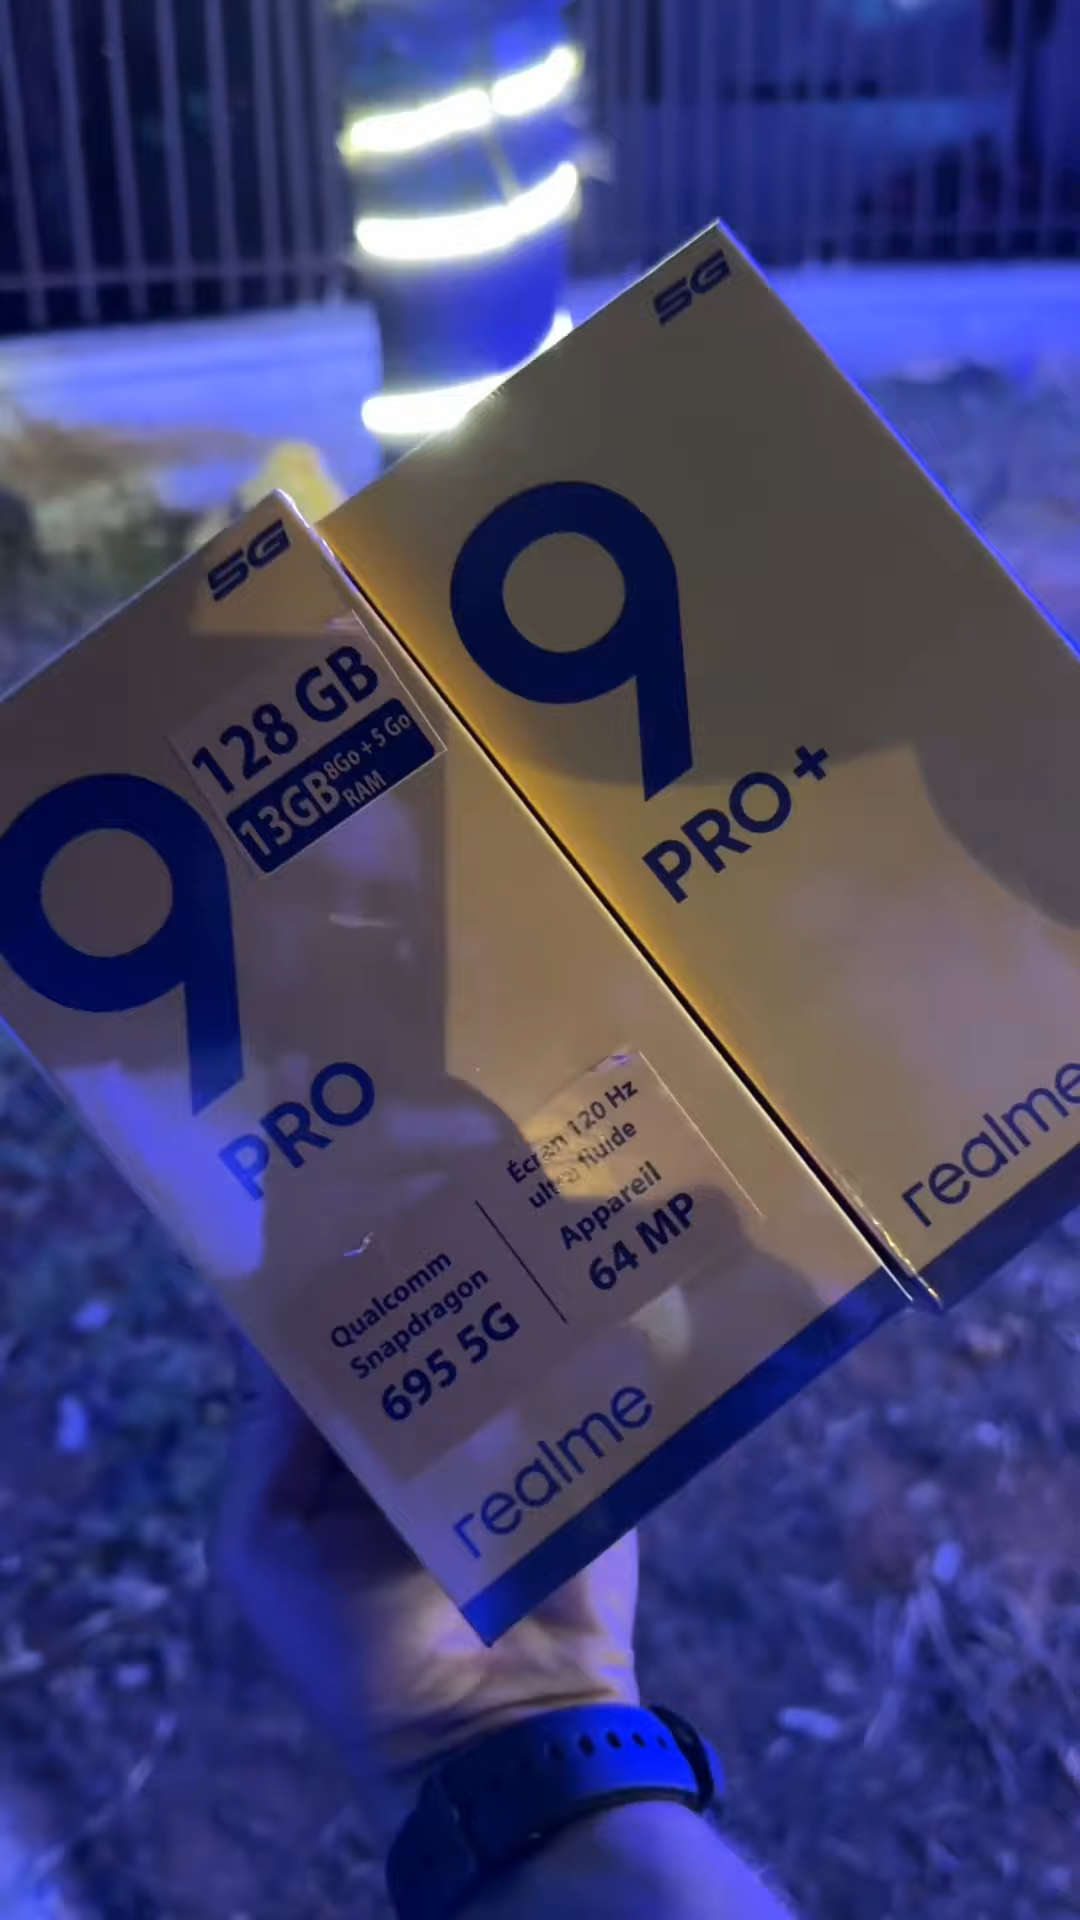 5G
9
PRO+
realme
5G
128 GB
13GB 8Go + 5 Go
RAM
9
PRO
Écran 120 Hz
ultra fluide
Appareil
64 MP
Qualcomm
Snapdragon
695 5G
realme